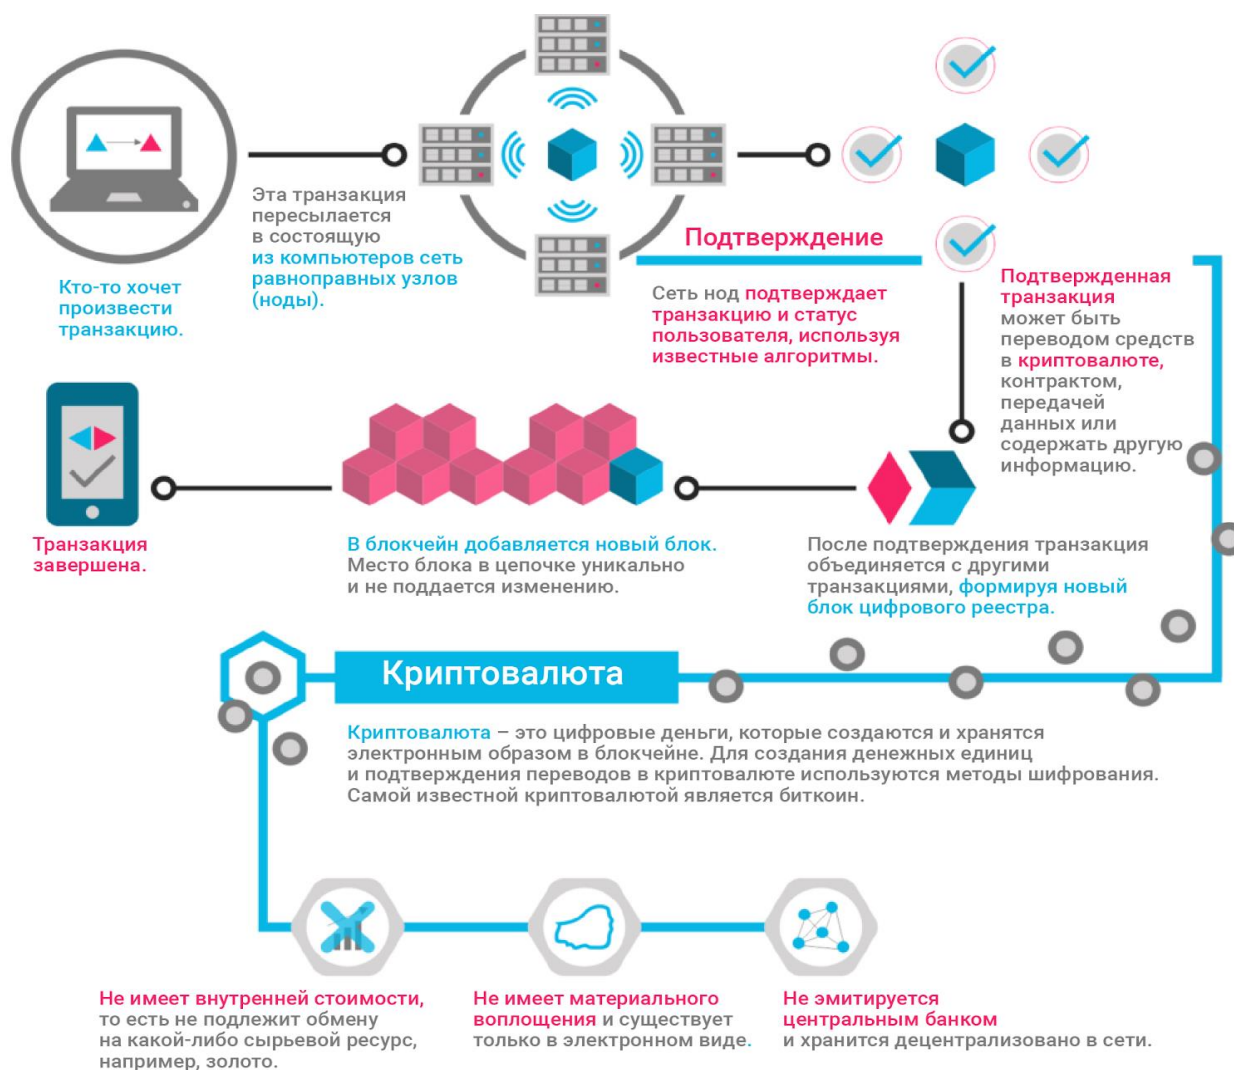 Кто-то хочет
произвести
транзакцию.
Эта транзакция
пересылается
в состоящую
из компьютеров сеть
равноправных узлов
(ноды).
Подтверждение
Сеть нод подтверждает
транзакцию и статус
пользователя, используя
известные алгоритмы.
Подтвержденная
транзакция
может быть
переводом средств
в криптовалюте,
контрактом,
передачей
данных или
содержать другую
информацию.
После подтверждения транзакция
объединяется с другими
транзакциями, формируя новый
блок цифрового реестра.
В блокчейн добавляется новый блок.
Место блока в цепочке уникально
и не поддается изменению.
Транзакция
завершена.
Криптовалюта
Криптовалюта – это цифровые деньги, которые создаются и хранятся
электронным образом в блокчейне. Для создания денежных единиц
и подтверждения переводов в криптовалюте используются методы шифрования.
Самой известной криптовалютой является биткоин.
Не имеет внутренней стоимости,
то есть не подлежит обмену
на какой-либо сырьевой ресурс,
например, золото.
Не имеет материального
воплощения и существует
только в электронном виде.
Не эмитируется
центральным банком
и хранится децентрализовано в сети.